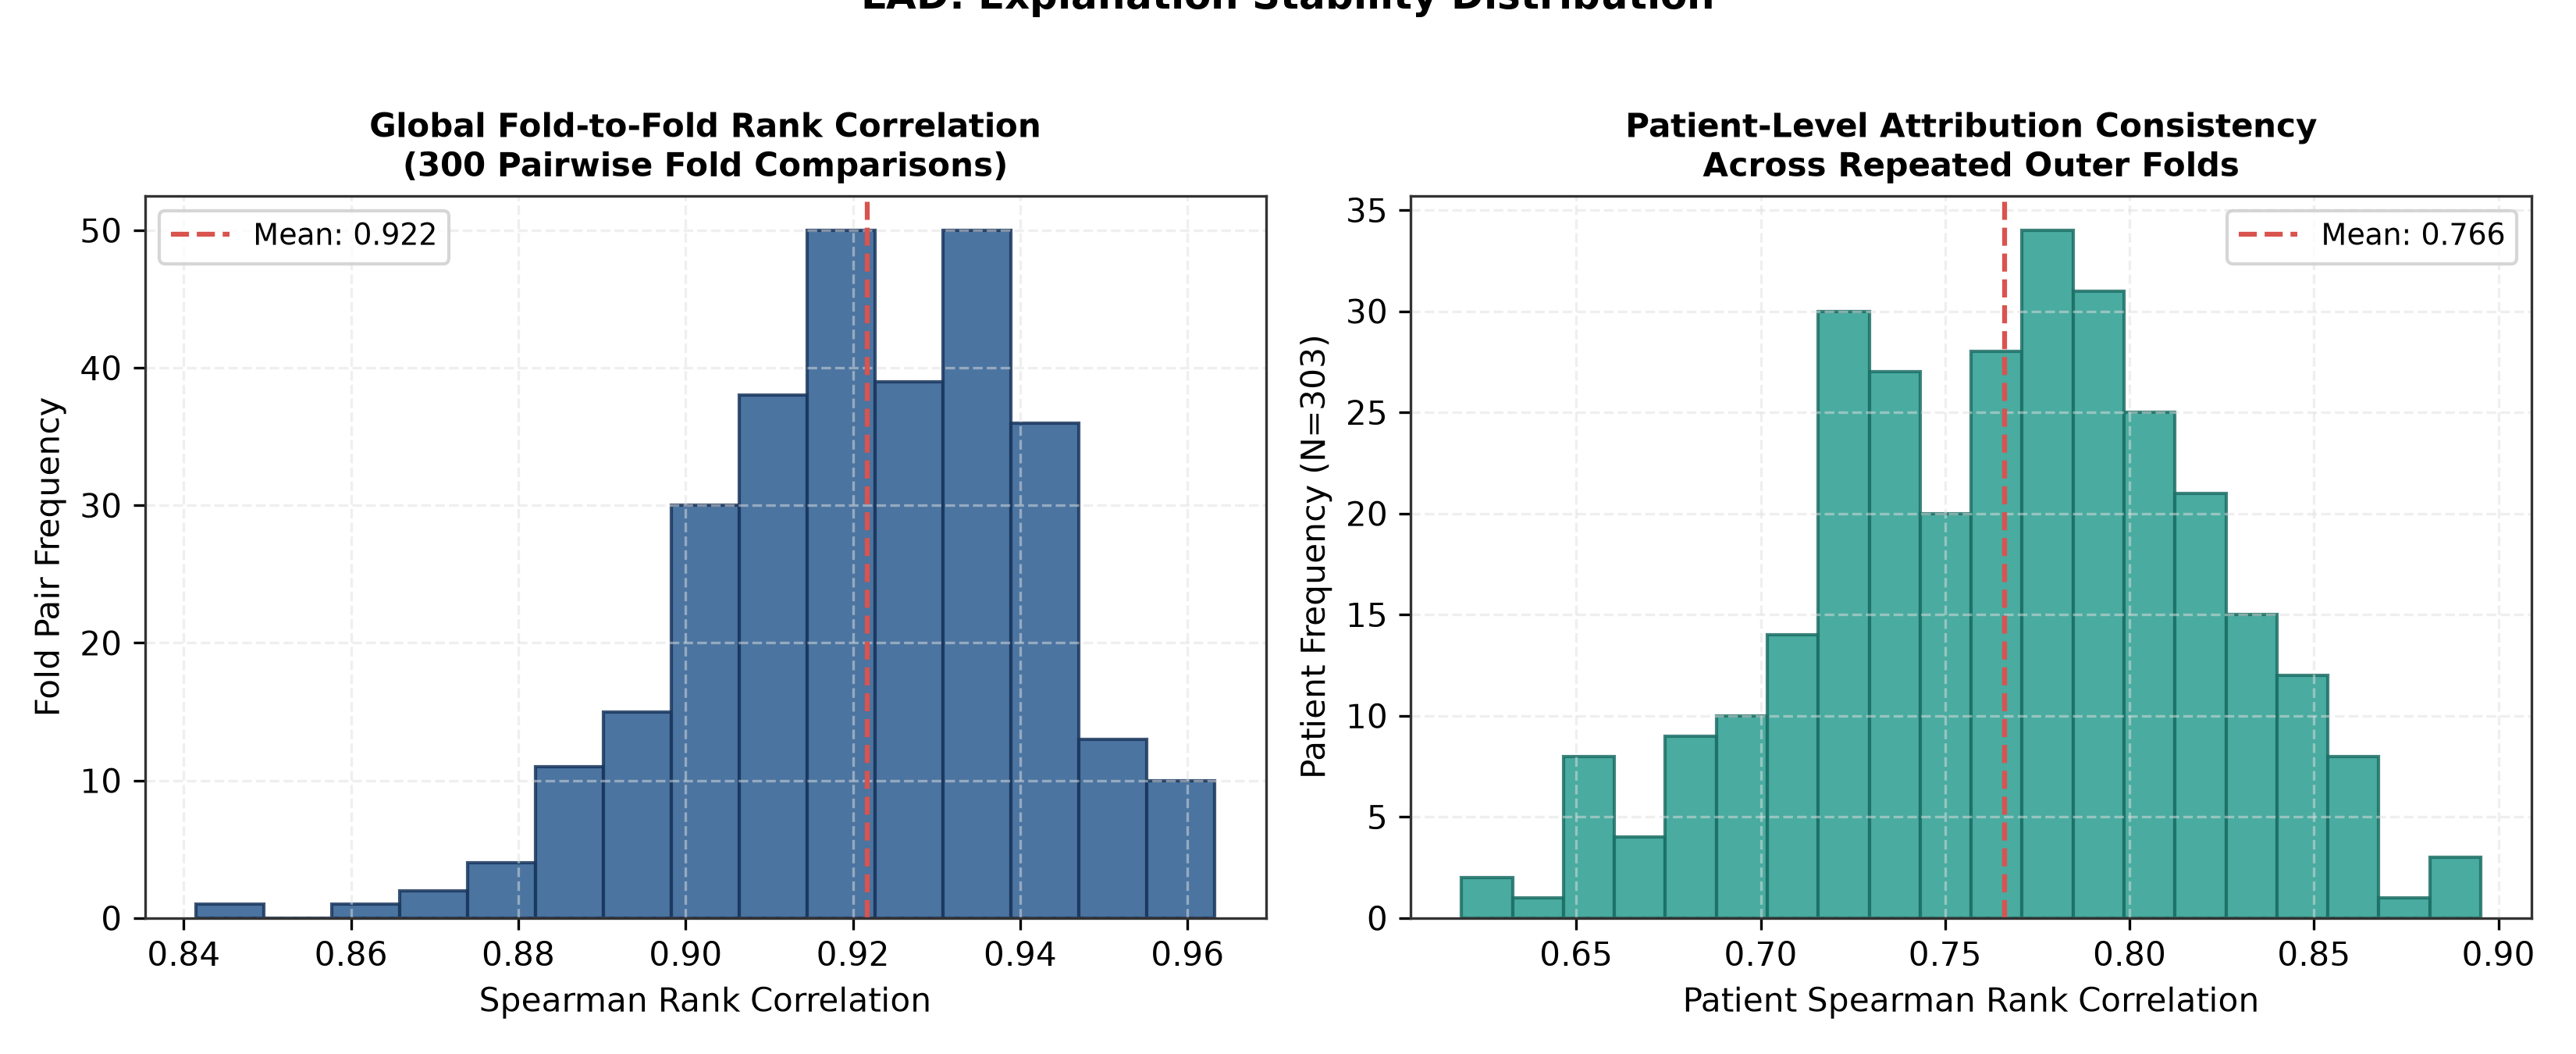 LAD: Explanation Stability Distribution
Global Fold-to-Fold Rank Correlation
(300 Pairwise Fold Comparisons)
Mean: 0.922
Fold Pair Frequency
50
40
30
20
10
0
0.84 0.86 0.88 0.90 0.92 0.94 0.96
Spearman Rank Correlation
Patient-Level Attribution Consistency
Across Repeated Outer Folds
Mean: 0.766
Patient Frequency (N=303)
35
30
25
20
15
10
5
0
0.65 0.70 0.75 0.80 0.85 0.90
Patient Spearman Rank Correlation